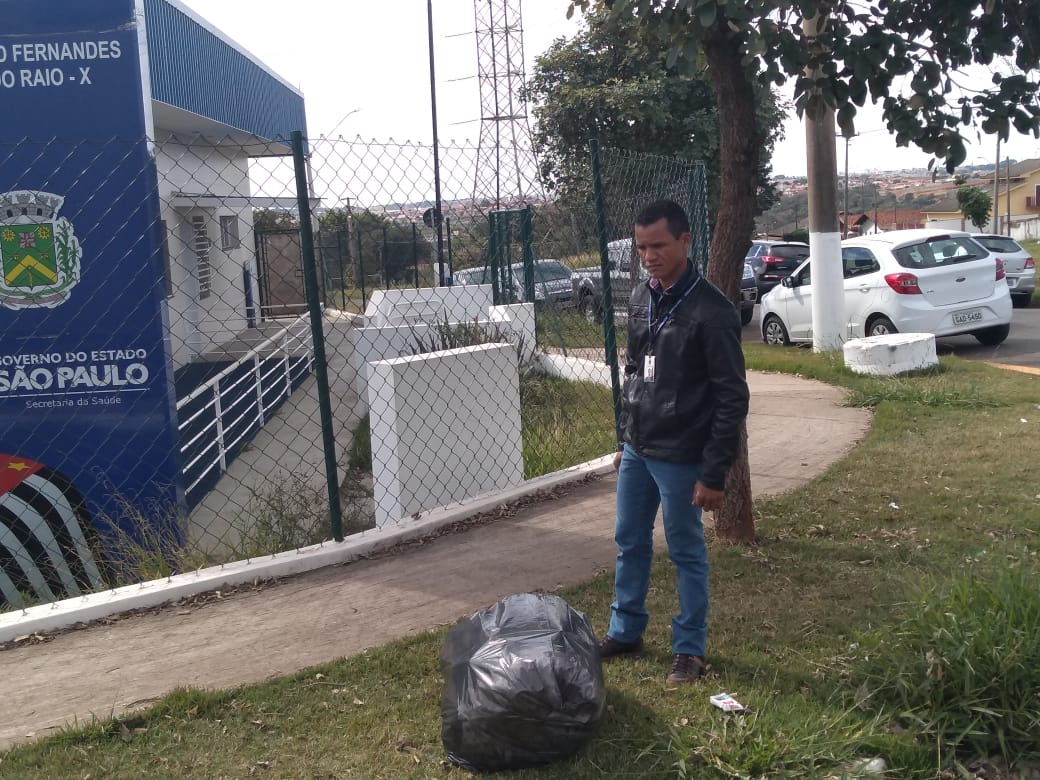 O FERNANDES
DO RAIO - X
GOVERNO DO ESTADO
SÃO PAULO
Secretaria da Saúde